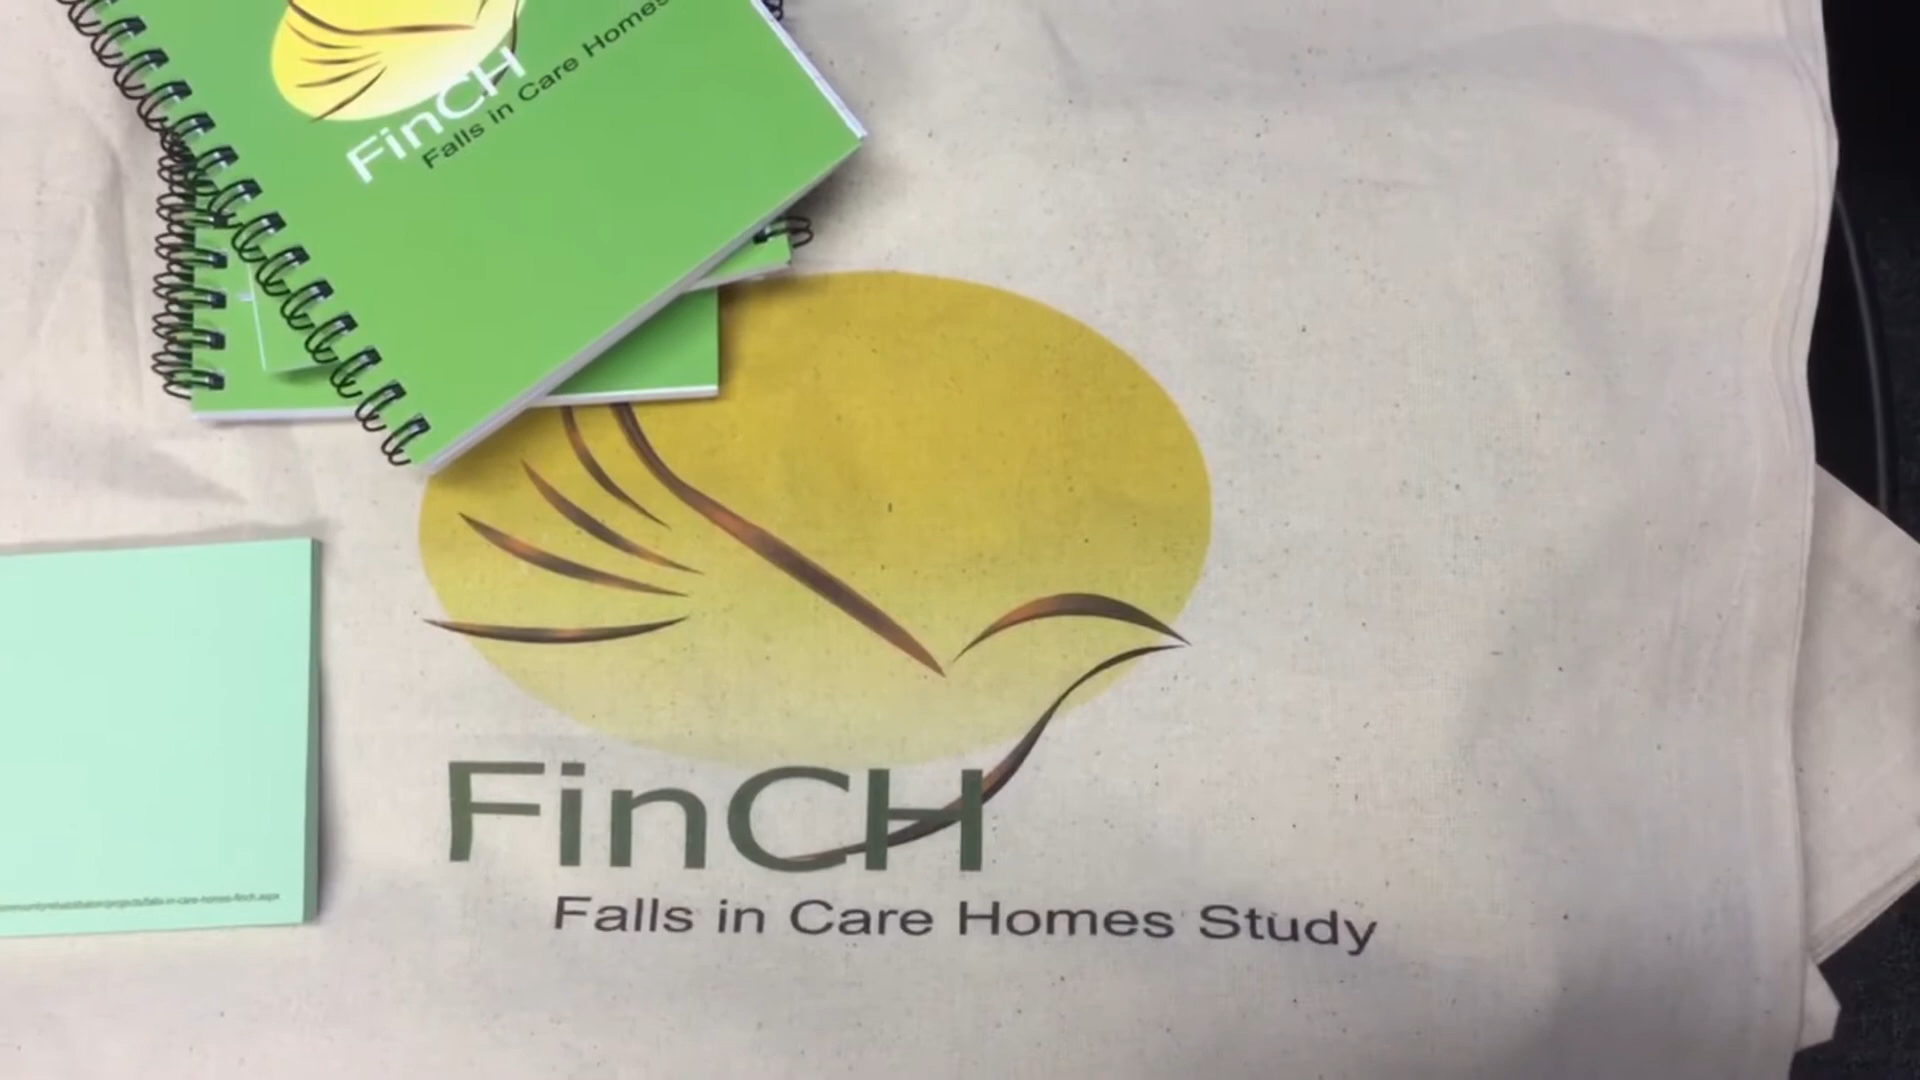 FinCH
Falls in Care Homes
FinCH
Falls in Care Homes Study